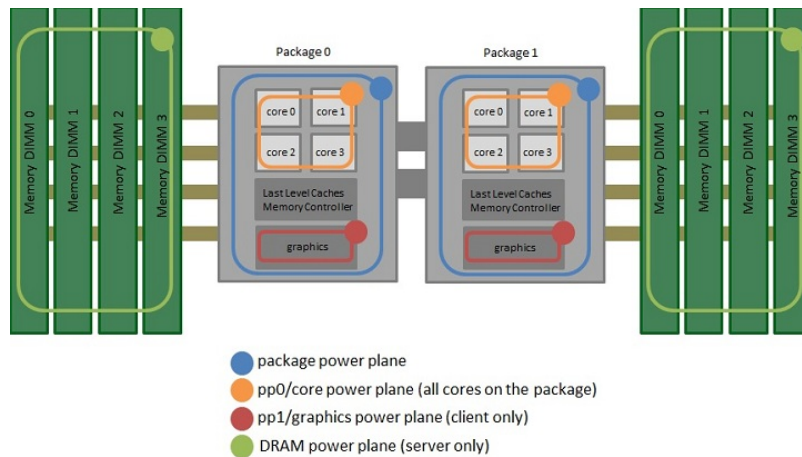 Package 0
Package 1
Memory DIMM 0
Memory DIMM 1
Memory DIMM 2
Memory DIMM 3
core 0
core 1
core 2
core 3
Last Level Caches
Memory Controller
graphics
core 0
core 1
core 2
core 3
Last Level Caches
Memory Controller
graphics
Memory DIMM 0
Memory DIMM 1
Memory DIMM 2
Memory DIMM 3
package power plane
pp0/core power plane (all cores on the package)
pp1/graphics power plane (client only)
DRAM power plane (server only)